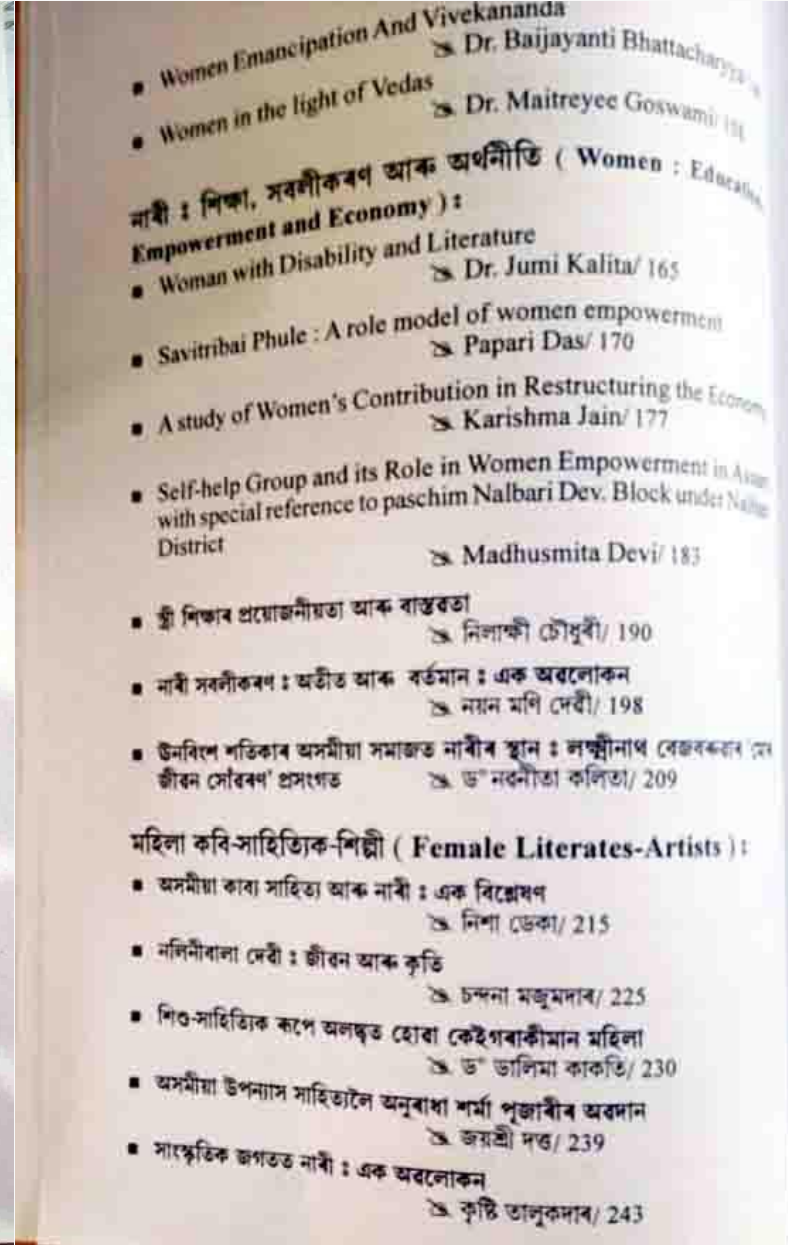 ▪ Women Emancipation And Vivekananda
✎ Dr. Baijayanti Bhattacharyya
▪ Women in the light of Vedas
✎ Dr. Maitreyee Goswami/
নাৰী : শিক্ষা, সবলীকৰণ আৰু অৰ্থনীতি ( Women : Education,
Empowerment and Economy ) :
▪ Woman with Disability and Literature
✎ Dr. Jumi Kalita/ 165
▪ Savitribai Phule : A role model of women empowerment
✎ Papari Das/ 170
▪ A study of Women's Contribution in Restructuring the Economy
✎ Karishma Jain/ 177
▪ Self-help Group and its Role in Women Empowerment in Assam
with special reference to paschim Nalbari Dev. Block under Nalbari
District
✎ Madhusmita Devi/ 183
▪ স্ত্ৰী শিক্ষাৰ প্ৰয়োজনীয়তা আৰু বাস্তৱতা
✎ নিলাক্ষী চৌধুৰী/ 190
▪ নাৰী সবলীকৰণ : অতীত আৰু বৰ্তমান : এক অৱলোকন
✎ নয়ন মণি দেৱী/ 198
▪ উনবিংশ শতিকাৰ অসমীয়া সমাজত নাৰীৰ স্থান : লক্ষ্মীনাথ বেজবৰুৱাৰ 'মোৰ
জীৱন সোঁৱৰণ' প্ৰসংগত
✎ ড° নৱনীতা কলিতা/ 209
মহিলা কবি-সাহিত্যিক-শিল্পী ( Female Literates-Artists ) :
▪ অসমীয়া কাব্য সাহিত্য আৰু নাৰী : এক বিশ্লেষণ
✎ নিশা ডেকা/ 215
▪ নলিনীবালা দেৱী : জীৱন আৰু কৃতি
✎ চন্দনা মজুমদাৰ/ 225
▪ শিশু-সাহিত্যিক ৰূপে অলঙ্কৃত হোৱা কেইগৰাকীমান মহিলা
✎ ড° ডালিমা কাকতি/ 230
▪ অসমীয়া উপন্যাস সাহিত্যলৈ অনুৰাধা শৰ্মা পূজাৰীৰ অৱদান
✎ জয়শ্ৰী দত্ত/ 239
▪ সাংস্কৃতিক জগতত নাৰী : এক অৱলোকন
✎ কৃষ্টি তালুকদাৰ/ 243